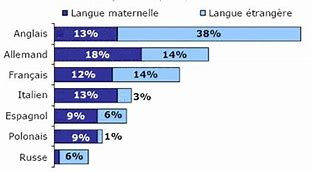 Langue maternelle Langue étrangère
Anglais 13% 38%
Allemand 18% 14%
Français 12% 14%
Italien 13% 3%
Espagnol 9% 6%
Polonais 9% 1%
Russe 6%